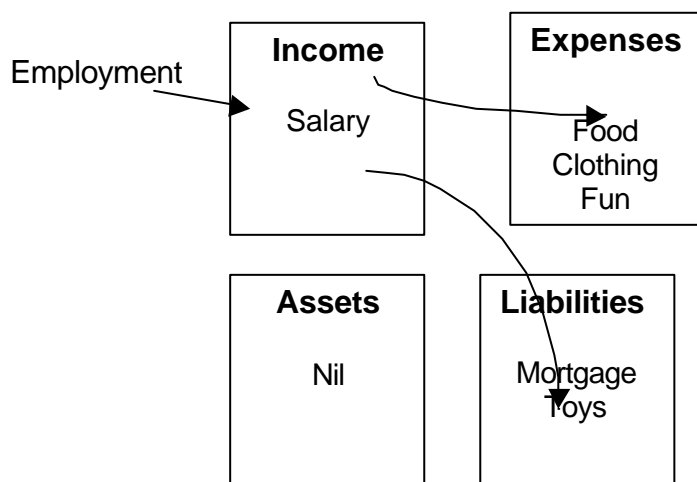 Employment
Income
Salary
Expenses
Food
Clothing
Fun
Assets
Nil
Liabilities
Mortgage
Toys